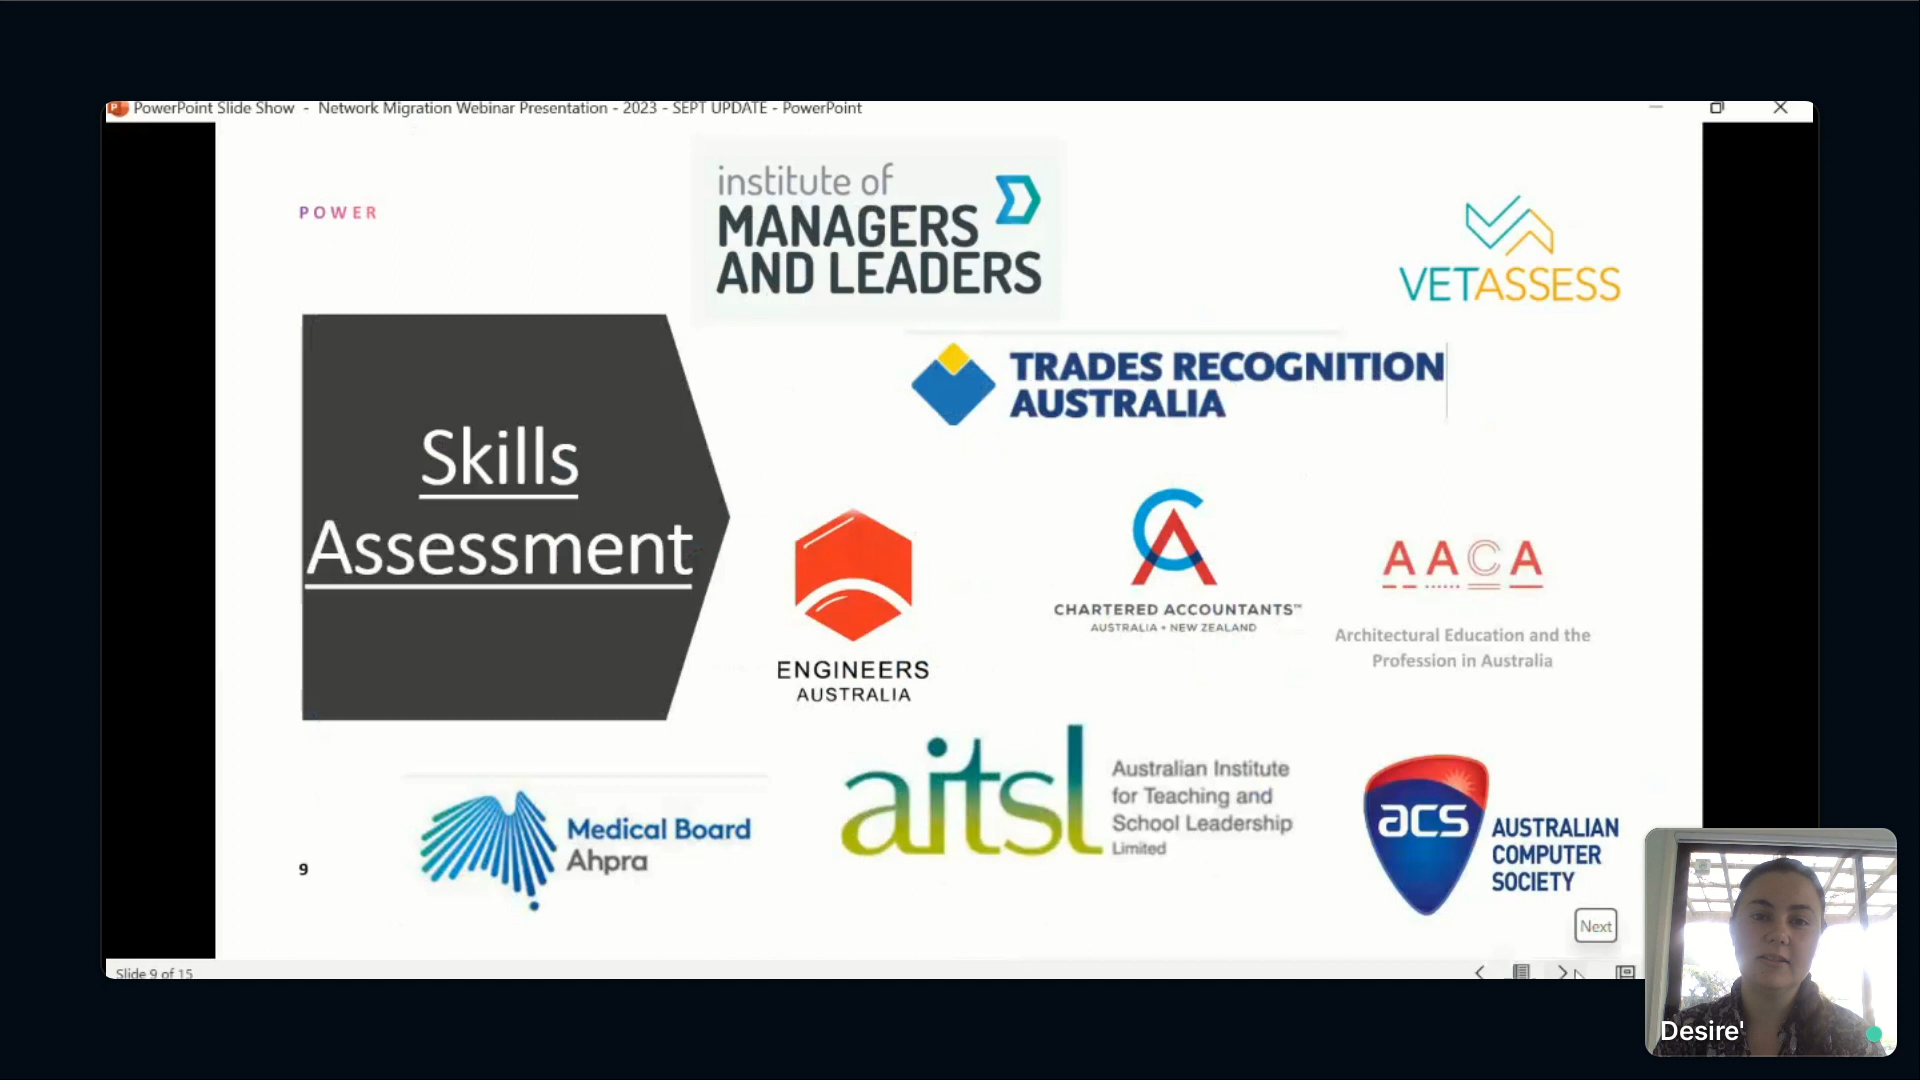 PowerPoint Slide Show - Network Migration Webinar Presentation - 2023 - SEPT UPDATE - PowerPoint
POWER
institute of
MANAGERS
AND LEADERS
VETASSESS
TRADES RECOGNITION
AUSTRALIA
Skills
Assessment
ENGINEERS
AUSTRALIA
CHARTERED ACCOUNTANTS™
AUSTRALIA • NEW ZEALAND
AACA
Architectural Education and the
Profession in Australia
Medical Board
Ahpra
aitsl
Australian Institute
for Teaching and
School Leadership
Limited
acs
AUSTRALIAN
COMPUTER
SOCIETY
9
Next
Slide 9 of 15
Desire'